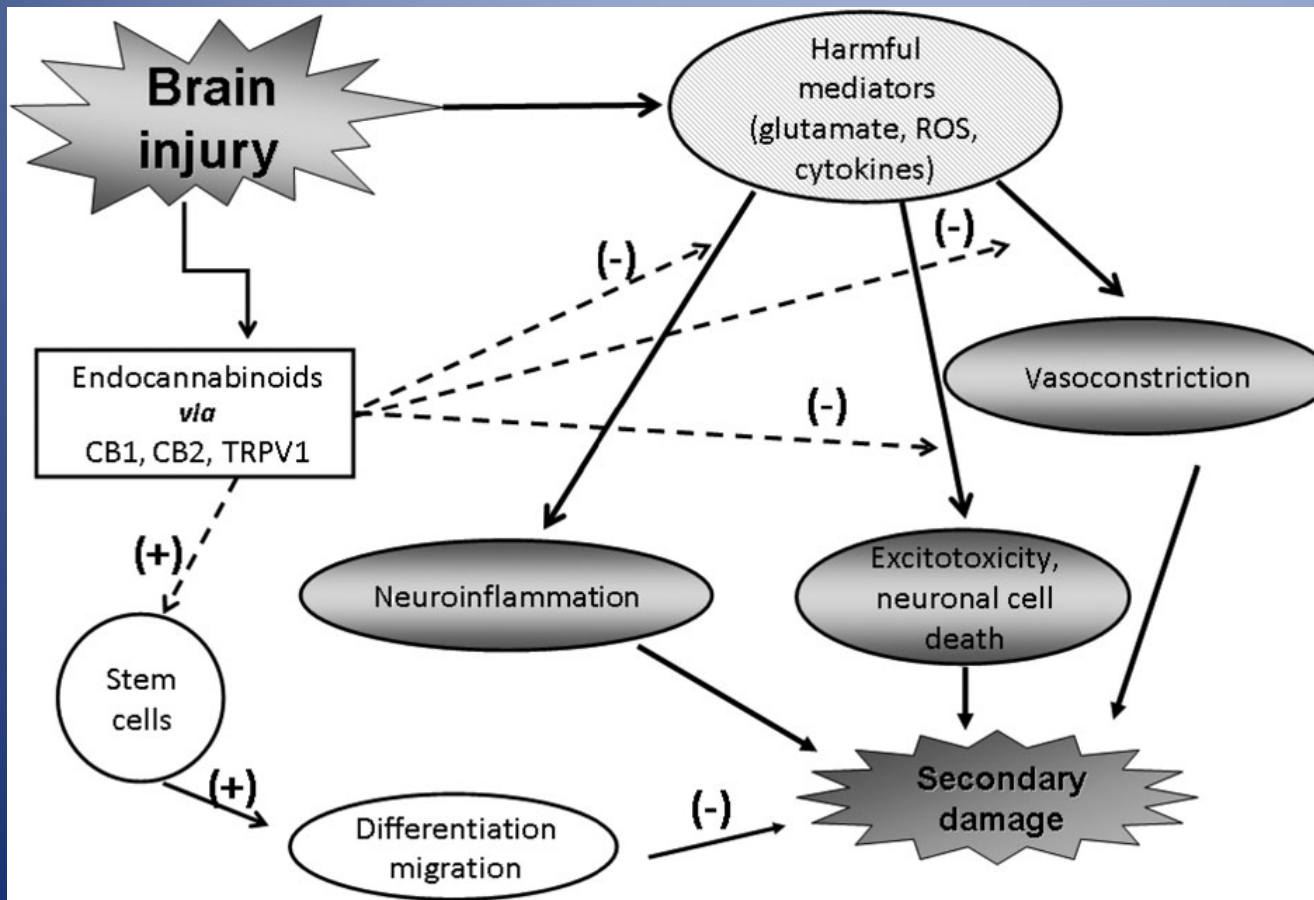 Brain
injury
Harmful
mediators
(glutamate, ROS,
cytokines)
(-)
(-)
Endocannabinoids
via
CB1, CB2, TRPV1
Vasoconstriction
(-)
(+)
Neuroinflammation
Excitotoxicity,
neuronal cell
death
Stem
cells
(+)
Differentiation
migration
(-)
Secondary
damage